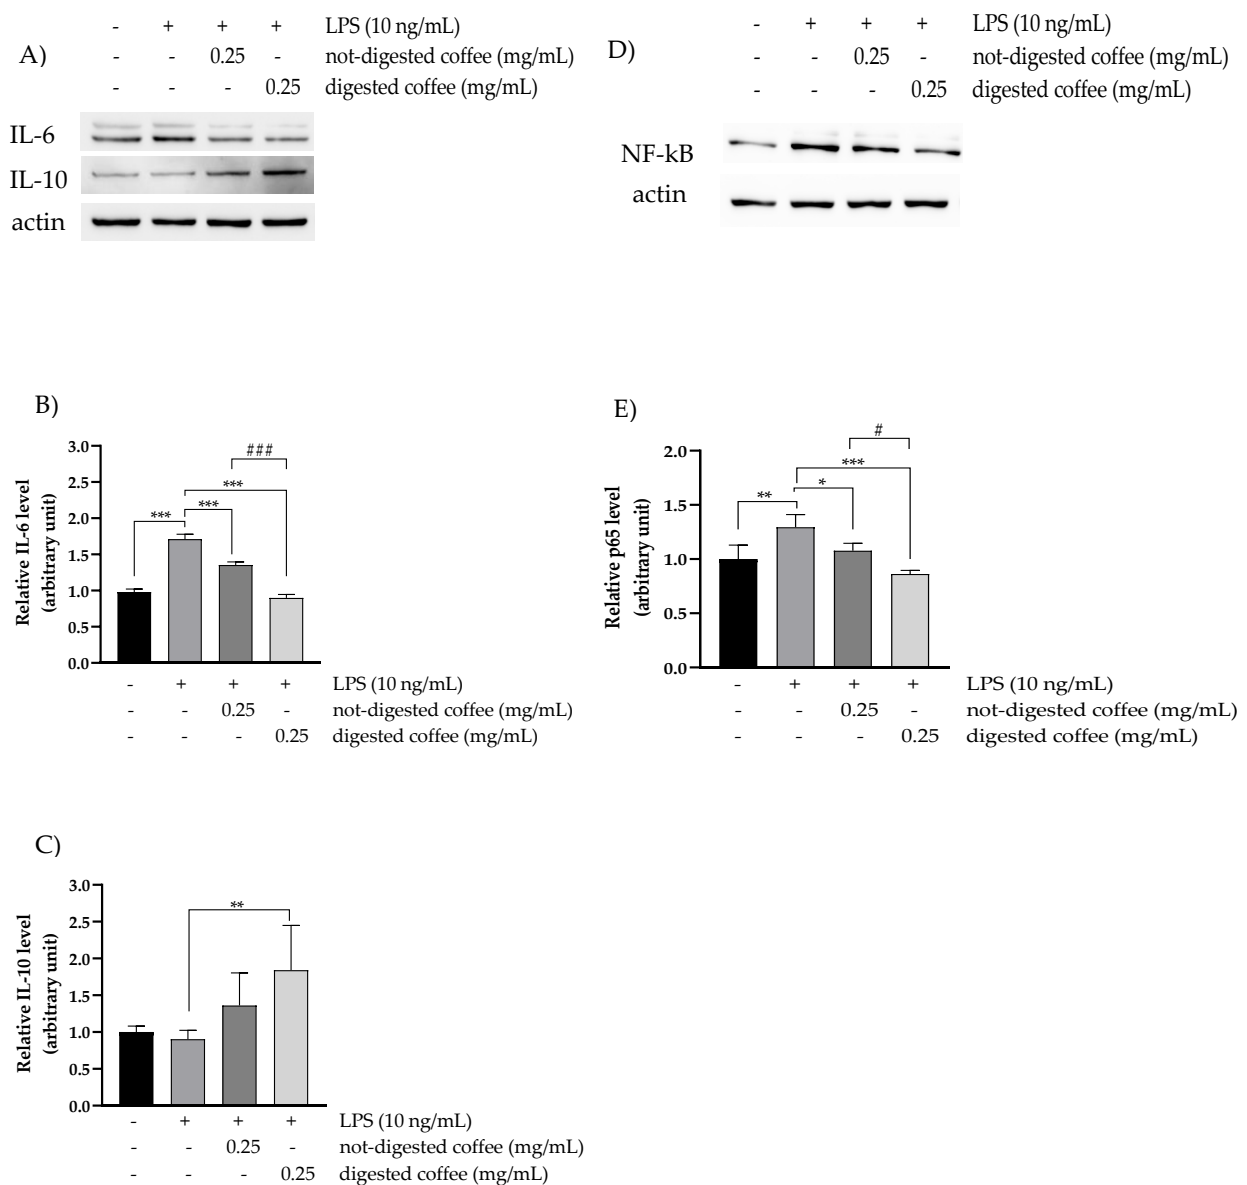 A)
- + + + LPS (10 ng/mL)
- - 0.25 - not-digested coffee (mg/mL)
- - - 0.25 digested coffee (mg/mL)
IL-6
IL-10
actin
D)
- + + + LPS (10 ng/mL)
- - 0.25 - not-digested coffee (mg/mL)
- - - 0.25 digested coffee (mg/mL)
NF-kB
actin
B)
Relative IL-6 level
(arbitrary unit)
3.0
2.5
2.0
1.5
1.0
0.5
0.0
###
***
*** ***
- + + + LPS (10 ng/mL)
- - 0.25 - not-digested coffee (mg/mL)
- - - 0.25 digested coffee (mg/mL)
E)
Relative p65 level
(arbitrary unit)
2.0
1.5
1.0
0.5
0.0
#
***
*
**
- + + + LPS (10 ng/mL)
- - 0.25 - not-digested coffee (mg/mL)
- - - 0.25 digested coffee (mg/mL)
C)
Relative IL-10 level
(arbitrary unit)
3.0
2.5
2.0
1.5
1.0
0.5
0.0
**
- + + + LPS (10 ng/mL)
- - 0.25 - not-digested coffee (mg/mL)
- - - 0.25 digested coffee (mg/mL)